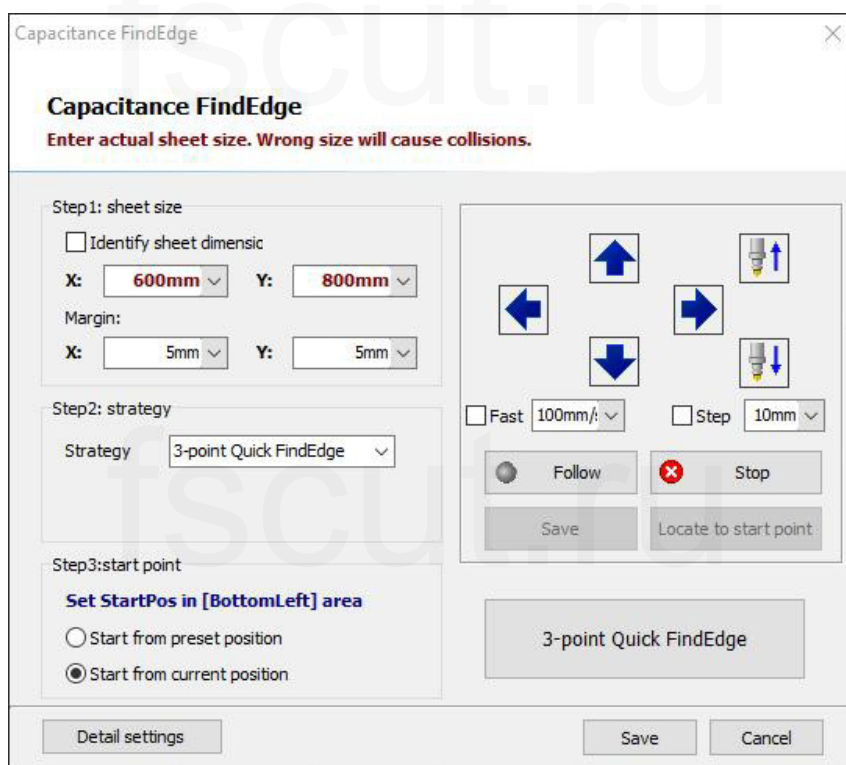 Capacitance FindEdge
Capacitance FindEdge
Enter actual sheet size. Wrong size will cause collisions.
Step1: sheet size
Identify sheet dimensic
X: 600mm Y: 800mm
Margin:
X: 5mm Y: 5mm
Step2: strategy
Strategy 3-point Quick FindEdge
Step3:start point
Set StartPos in [BottomLeft] area
Start from preset position
Start from current position
Fast 100mm/s Step 10mm
Follow Stop
Save Locate to start point
3-point Quick FindEdge
Detail settings Save Cancel
fscut.ru
fscut.ru